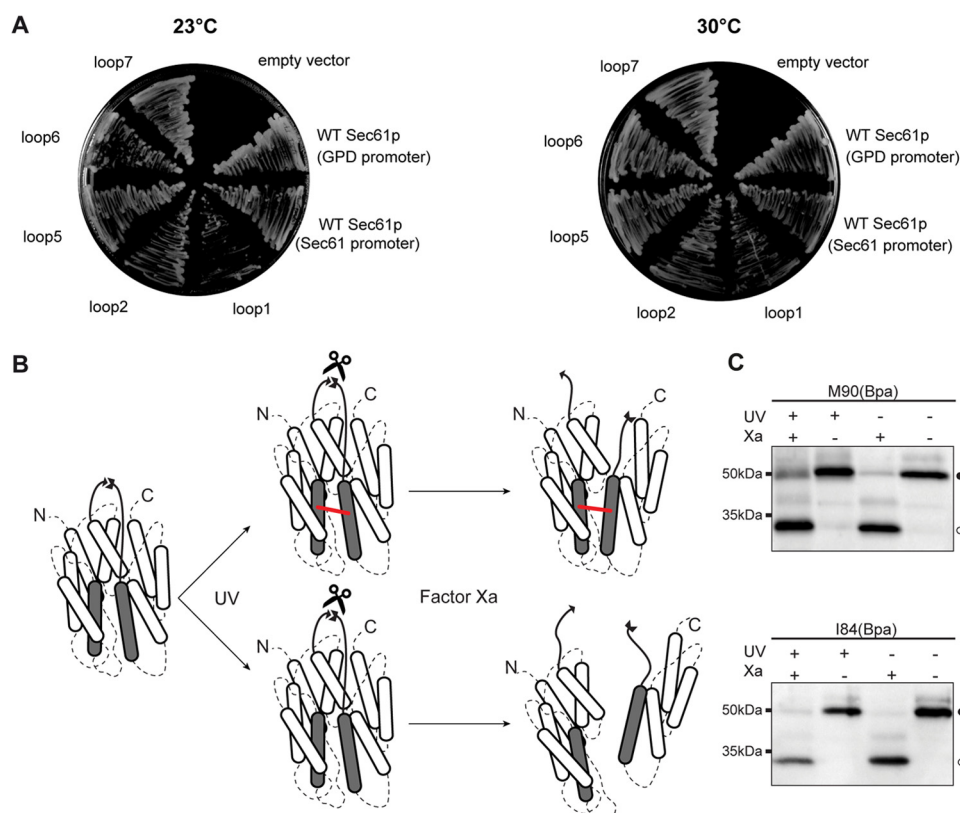 A
23°C
30°C
loop7
empty vector
loop6
WT Sec61p
(GPD promoter)
loop5
WT Sec61p
(Sec61 promoter)
loop2
loop1
loop7
empty vector
loop6
WT Sec61p
(GPD promoter)
loop5
WT Sec61p
(Sec61 promoter)
loop2
loop1
B
N
C
UV
N
C
N
C
Factor Xa
N
C
N
C
C
M90(Bpa)
UV + + - -
Xa + - + -
50kDa
35kDa
I84(Bpa)
UV + + - -
Xa + - + -
50kDa
35kDa